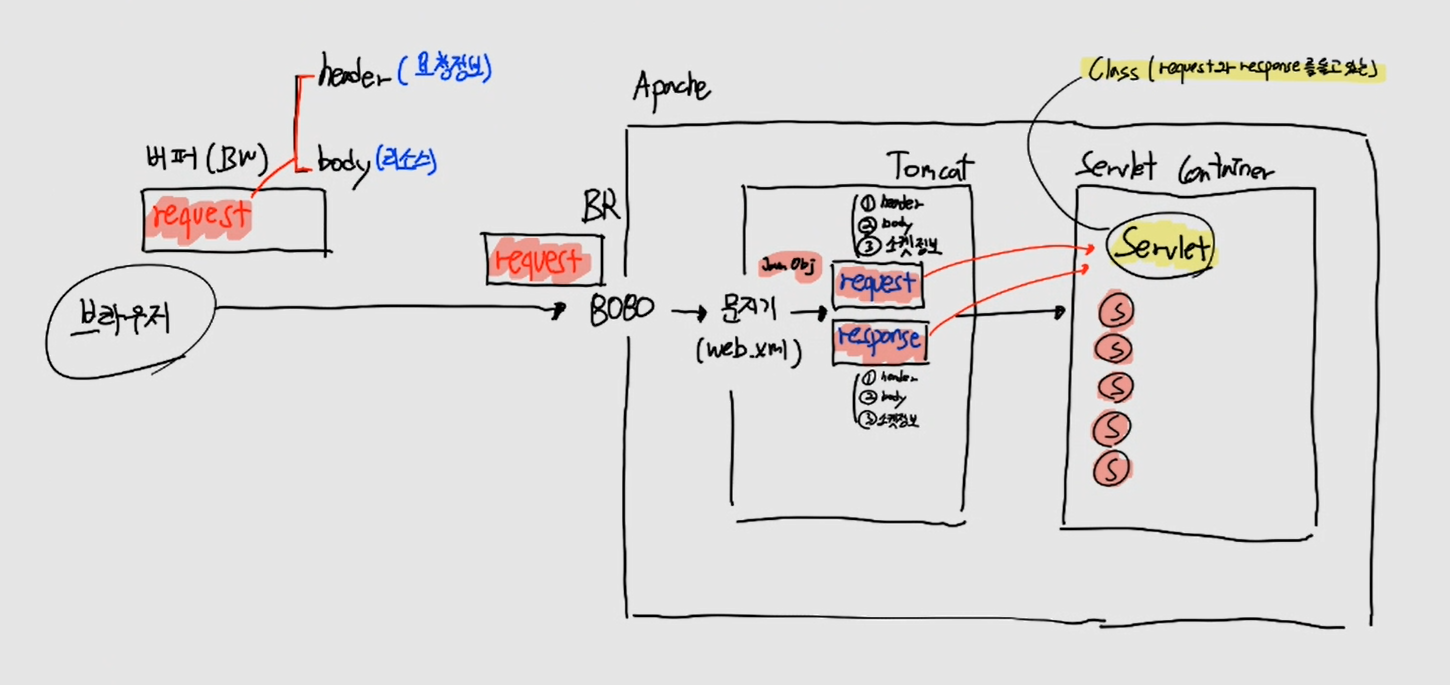 header (요청정보)
버퍼 (BW)
body (리소스)
request
브라우저
BR
request
8080
Apache
문지기
(web.xml)
Tomcat
① header
② body
③ 소켓정보
Java Obj
request
response
① header
② body
③ 소켓정보
Class (request와 response를 들고 있는)
Servlet Container
Servlet
S
S
S
S
S